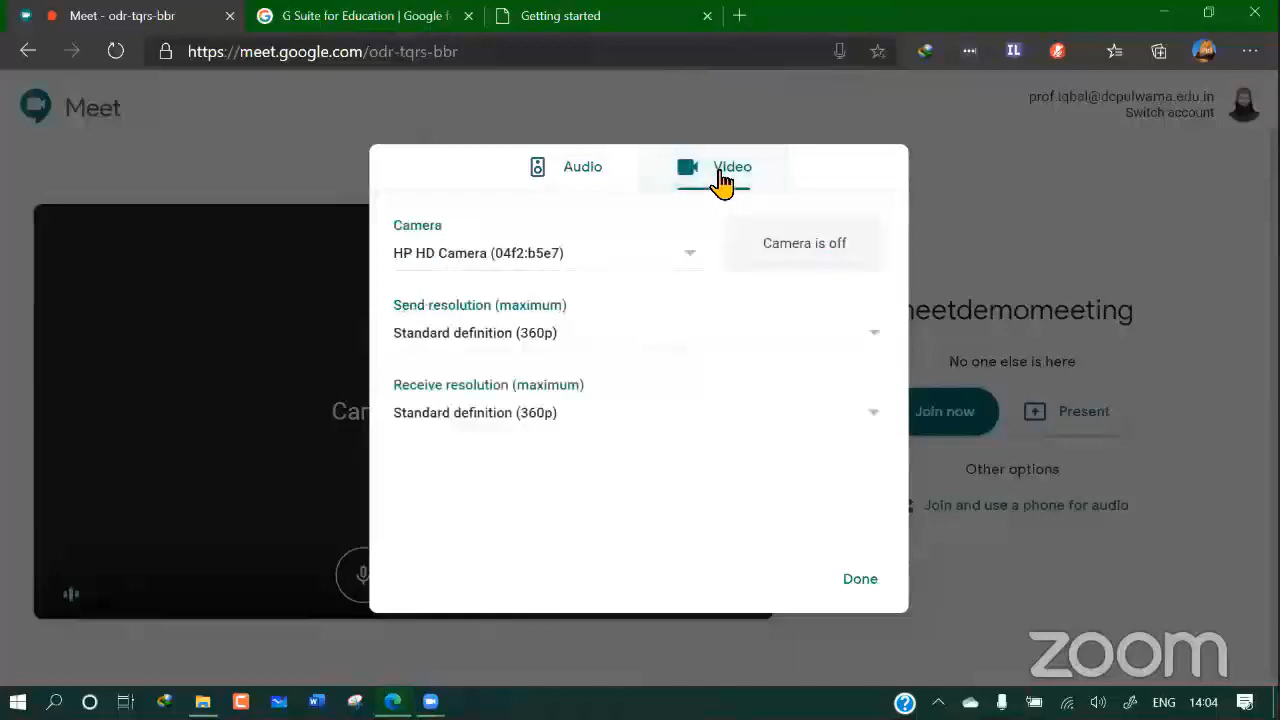 Meet - odr-tqrs-bbr
G Suite for Education | Google f
Getting started
https://meet.google.com/odr-tqrs-bbr
IL
Meet
prof.iqbal@dcpulwama.edu.in
Switch account
Audio
Video
Camera
HP HD Camera (04f2:b5e7)
Camera is off
Send resolution (maximum)
Standard definition (360p)
Receive resolution (maximum)
Standard definition (360p)
Done
Car
eetdemomeeting
No one else is here
Join now
Present
Other options
Join and use a phone for audio
zoom
ENG
14:04